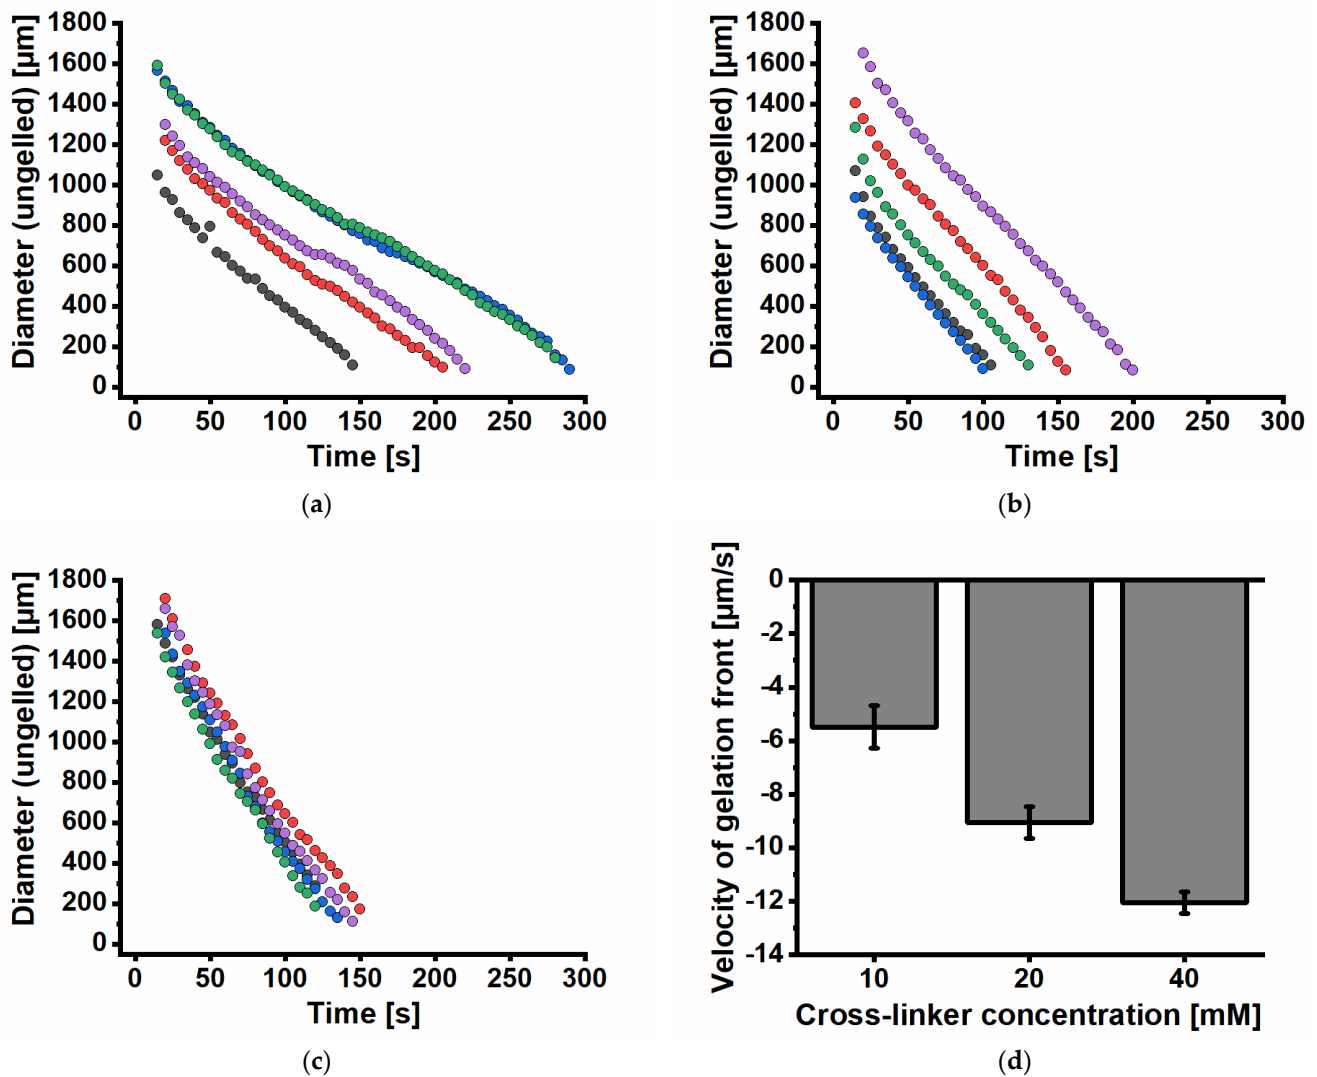 Diameter (ungelled) [µm]
1800
1600
1400
1200
1000
800
600
400
200
0
0 50 100 150 200 250 300
Time [s]
(a)
Diameter (ungelled) [µm]
1800
1600
1400
1200
1000
800
600
400
200
0
0 50 100 150 200 250 300
Time [s]
(b)
Diameter (ungelled) [µm]
1800
1600
1400
1200
1000
800
600
400
200
0
0 50 100 150 200 250 300
Time [s]
(c)
Velocity of gelation front [µm/s]
0
-2
-4
-6
-8
-10
-12
-14
10 20 40
Cross-linker concentration [mM]
(d)